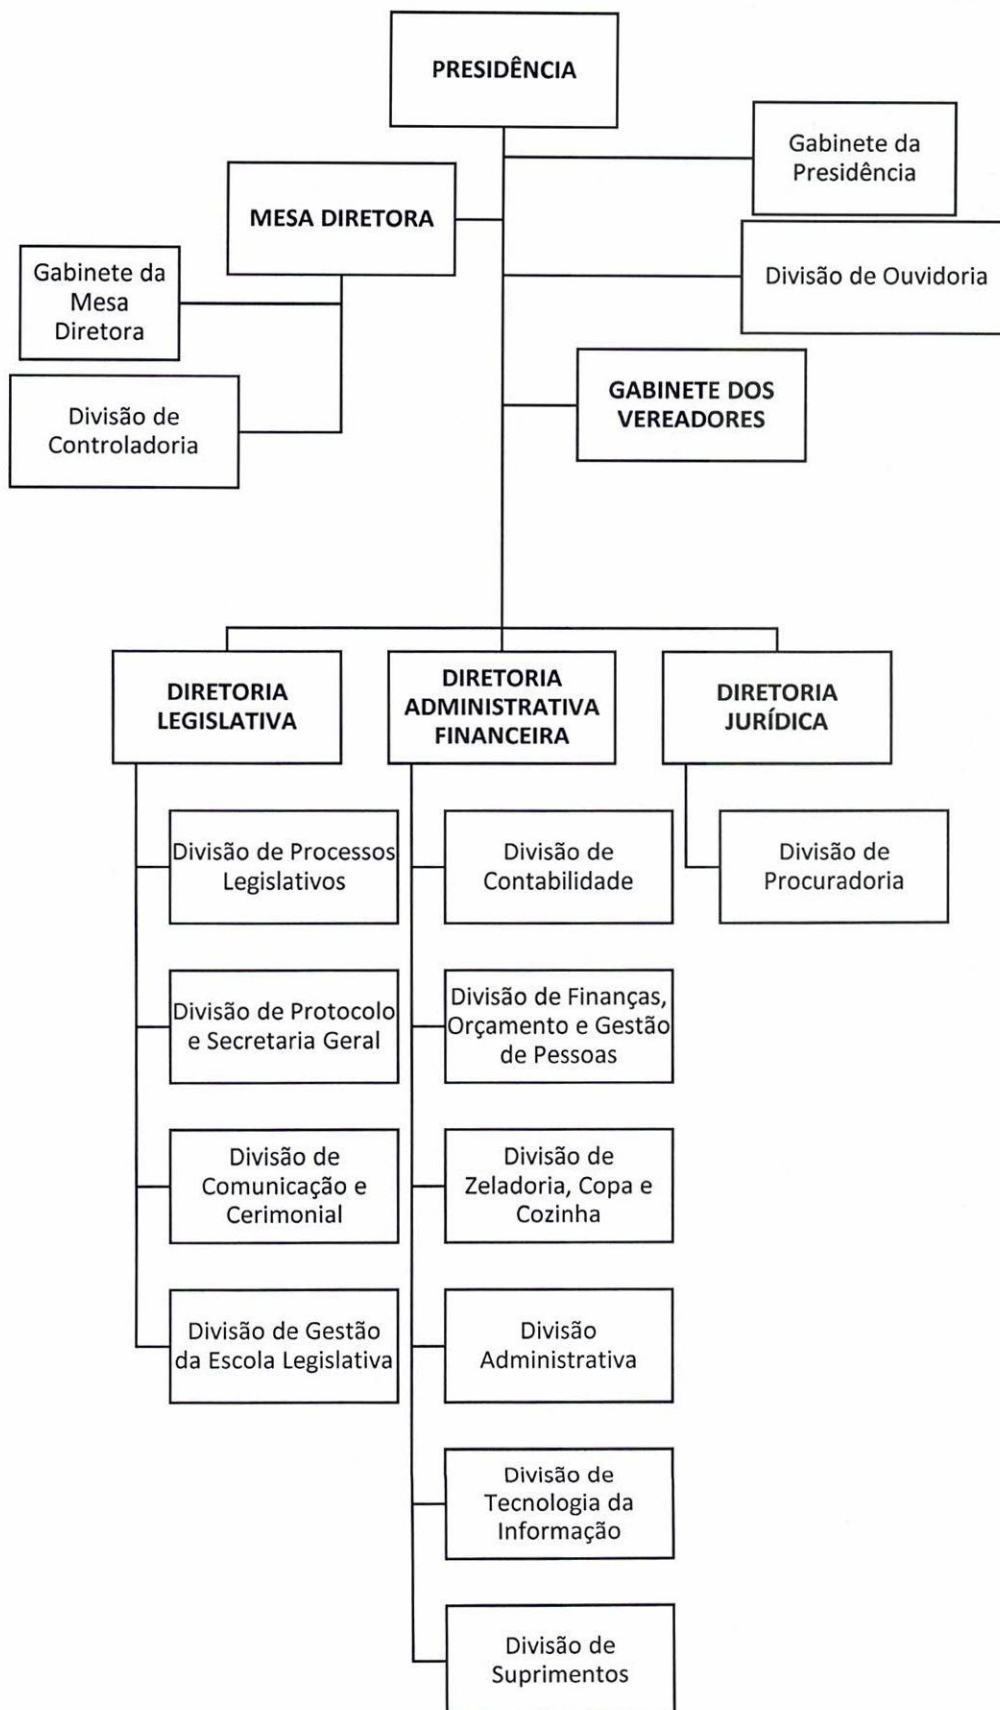 PRESIDÊNCIA
Gabinete da
Presidência
MESA DIRETORA
Divisão de Ouvidoria
Gabinete da
Mesa
Diretora
GABINETE DOS
VEREADORES
Divisão de
Controladoria
DIRETORIA
LEGISLATIVA
DIRETORIA
ADMINISTRATIVA
FINANCEIRA
DIRETORIA
JURÍDICA
Divisão de Processos
Legislativos
Divisão de
Contabilidade
Divisão de
Procuradoria
Divisão de Protocolo
e Secretaria Geral
Divisão de Finanças,
Orçamento e Gestão
de Pessoas
Divisão de
Comunicação e
Cerimonial
Divisão de
Zeladoria, Copa e
Cozinha
Divisão de Gestão
da Escola Legislativa
Divisão
Administrativa
Divisão de
Tecnologia da
Informação
Divisão de
Suprimentos